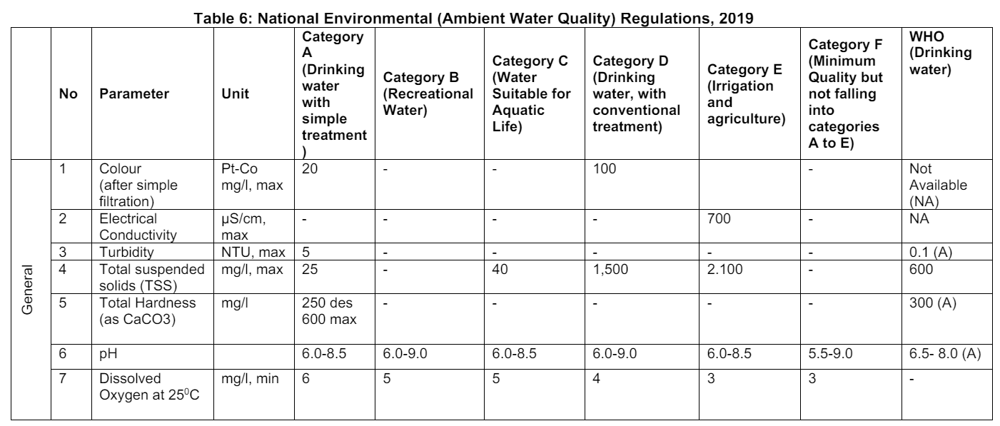 Table 6: National Environmental (Ambient Water Quality) Regulations, 2019
No
Parameter
Unit
Category
A
(Drinking
water
with
simple
treatment
)
Category B
(Recreational
Water)
Category C
(Water
Suitable for
Aquatic
Life)
Category D
(Drinking
water, with
conventional
treatment)
Category E
(Irrigation
and
agriculture)
Category F
(Minimum
Quality but
not falling
into
categories
A to E)
WHO
(Drinking
water)
General
1
Colour
(after simple
filtration)
Pt-Co
mg/l, max
20
-
-
100
-
Not
Available
(NA)
2
Electrical
Conductivity
µS/cm,
max
-
-
-
-
700
-
NA
3
Turbidity
NTU, max
5
-
-
-
-
-
0.1 (A)
4
Total suspended
solids (TSS)
mg/l, max
25
-
40
1,500
2.100
-
600
5
Total Hardness
(as CaCO3)
mg/l
250 des
600 max
-
-
-
-
-
300 (A)
6
pH
6.0-8.5
6.0-9.0
6.0-8.5
6.0-9.0
6.0-8.5
5.5-9.0
6.5- 8.0 (A)
7
Dissolved
Oxygen at 25⁰C
mg/l, min
6
5
5
4
3
3
-